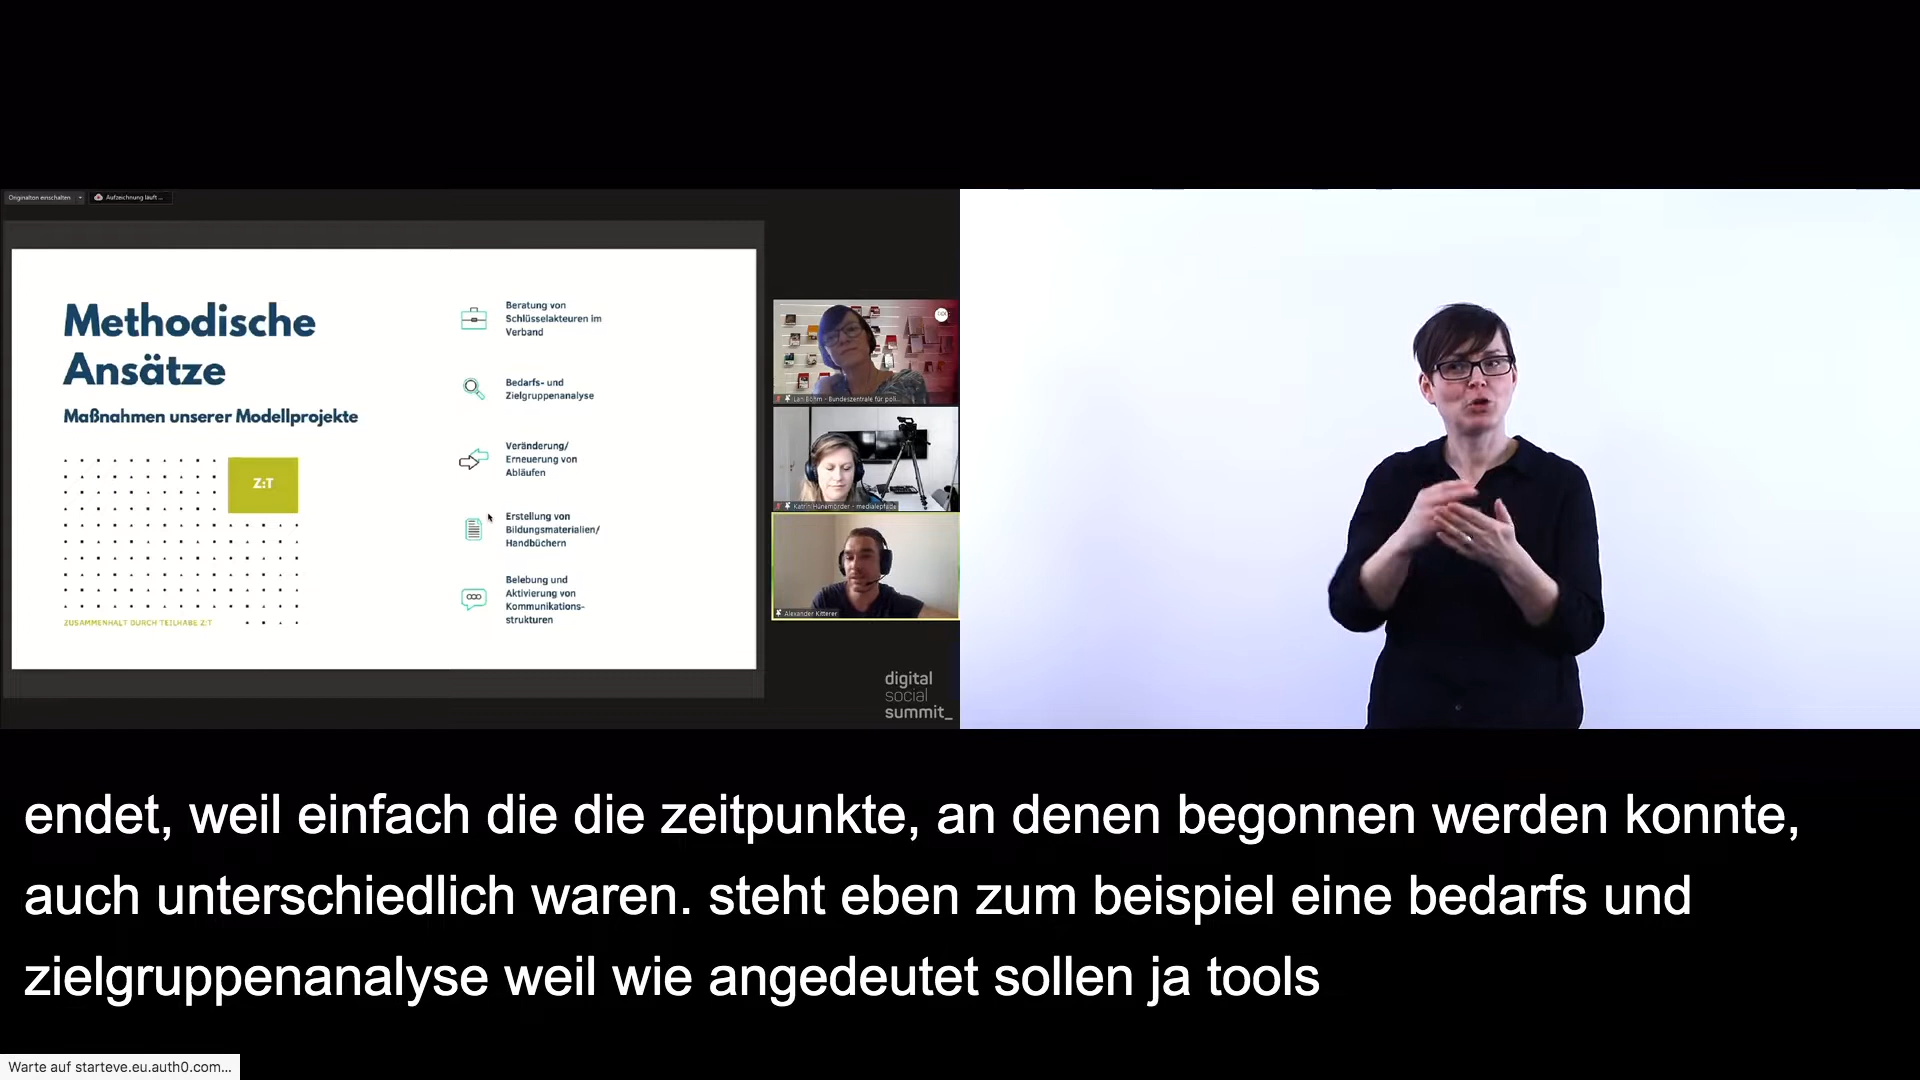 Originalton einschalten
Aufzeichnung läuft ...
Methodische
Ansätze
Maßnahmen unserer Modellprojekte
Z:T
ZUSAMMENHALT DURCH TEILHABE Z:T
Beratung von
Schlüsselakteuren im
Verband
Bedarfs- und
Zielgruppenanalyse
Veränderung/
Erneuerung von
Abläufen
Erstellung von
Bildungsmaterialien/
Handbüchern
Belebung und
Aktivierung von
Kommunikations-
strukturen
Böhm - Bundeszentrale für poli...
Katrin Hünemörder - medialepfade
Alexander Kitterer
digital
social
summit_
endet, weil einfach die die zeitpunkte, an denen begonnen werden konnte,
auch unterschiedlich waren. steht eben zum beispiel eine bedarfs und
zielgruppenanalyse weil wie angedeutet sollen ja tools
Warte auf starteve.eu.auth0.com...